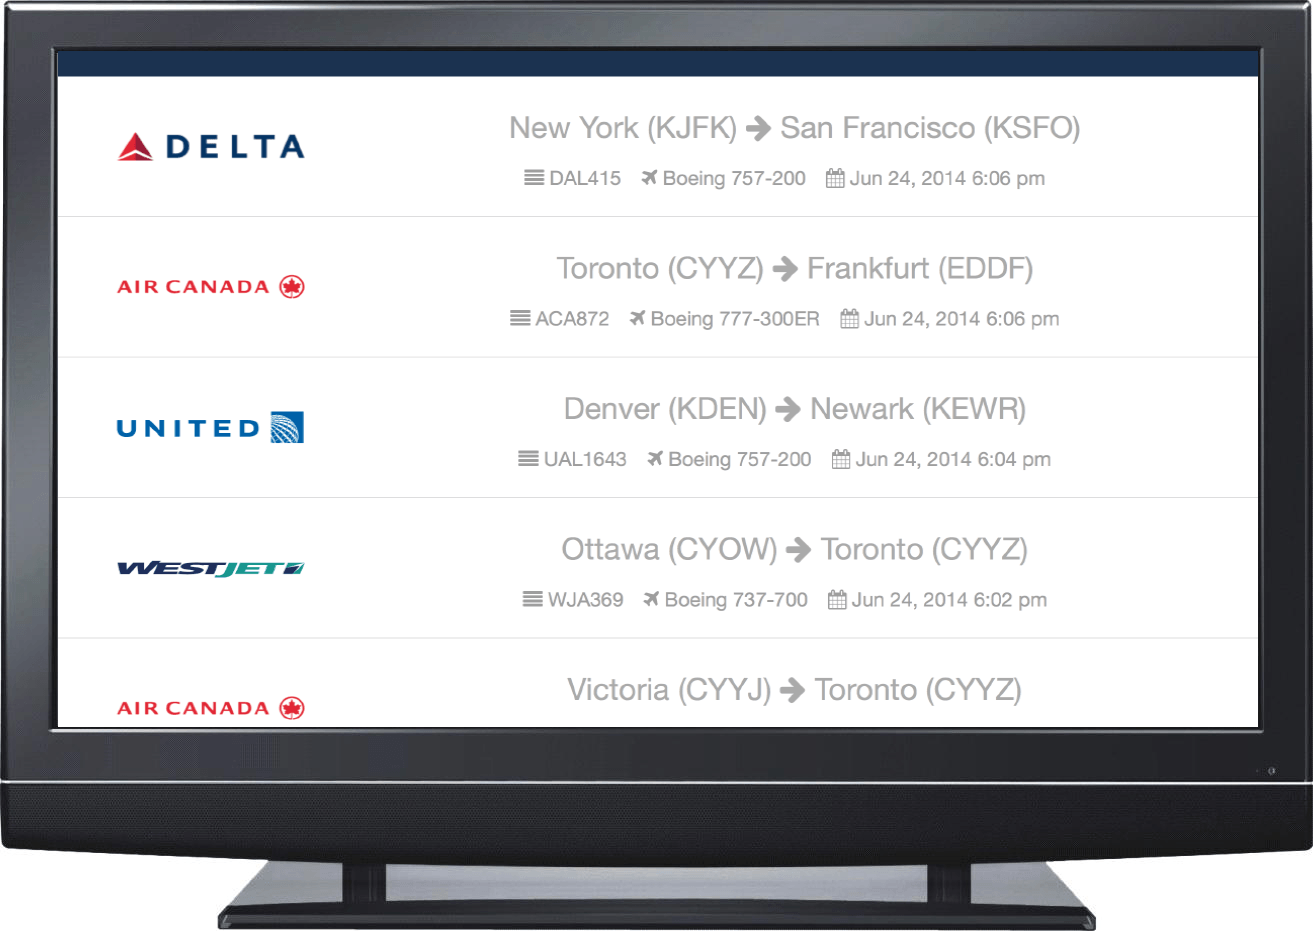 DELTA
New York (KJFK) San Francisco (KSFO)
DAL415 Boeing 757-200 Jun 24, 2014 6:06 pm
AIR CANADA
Toronto (CYYZ) Frankfurt (EDDF)
ACA872 Boeing 777-300ER Jun 24, 2014 6:06 pm
UNITED
Denver (KDEN) Newark (KEWR)
UAL1643 Boeing 757-200 Jun 24, 2014 6:04 pm
WESTJET
Ottawa (CYOW) Toronto (CYYZ)
WJA369 Boeing 737-700 Jun 24, 2014 6:02 pm
AIR CANADA
Victoria (CYYJ) Toronto (CYYZ)